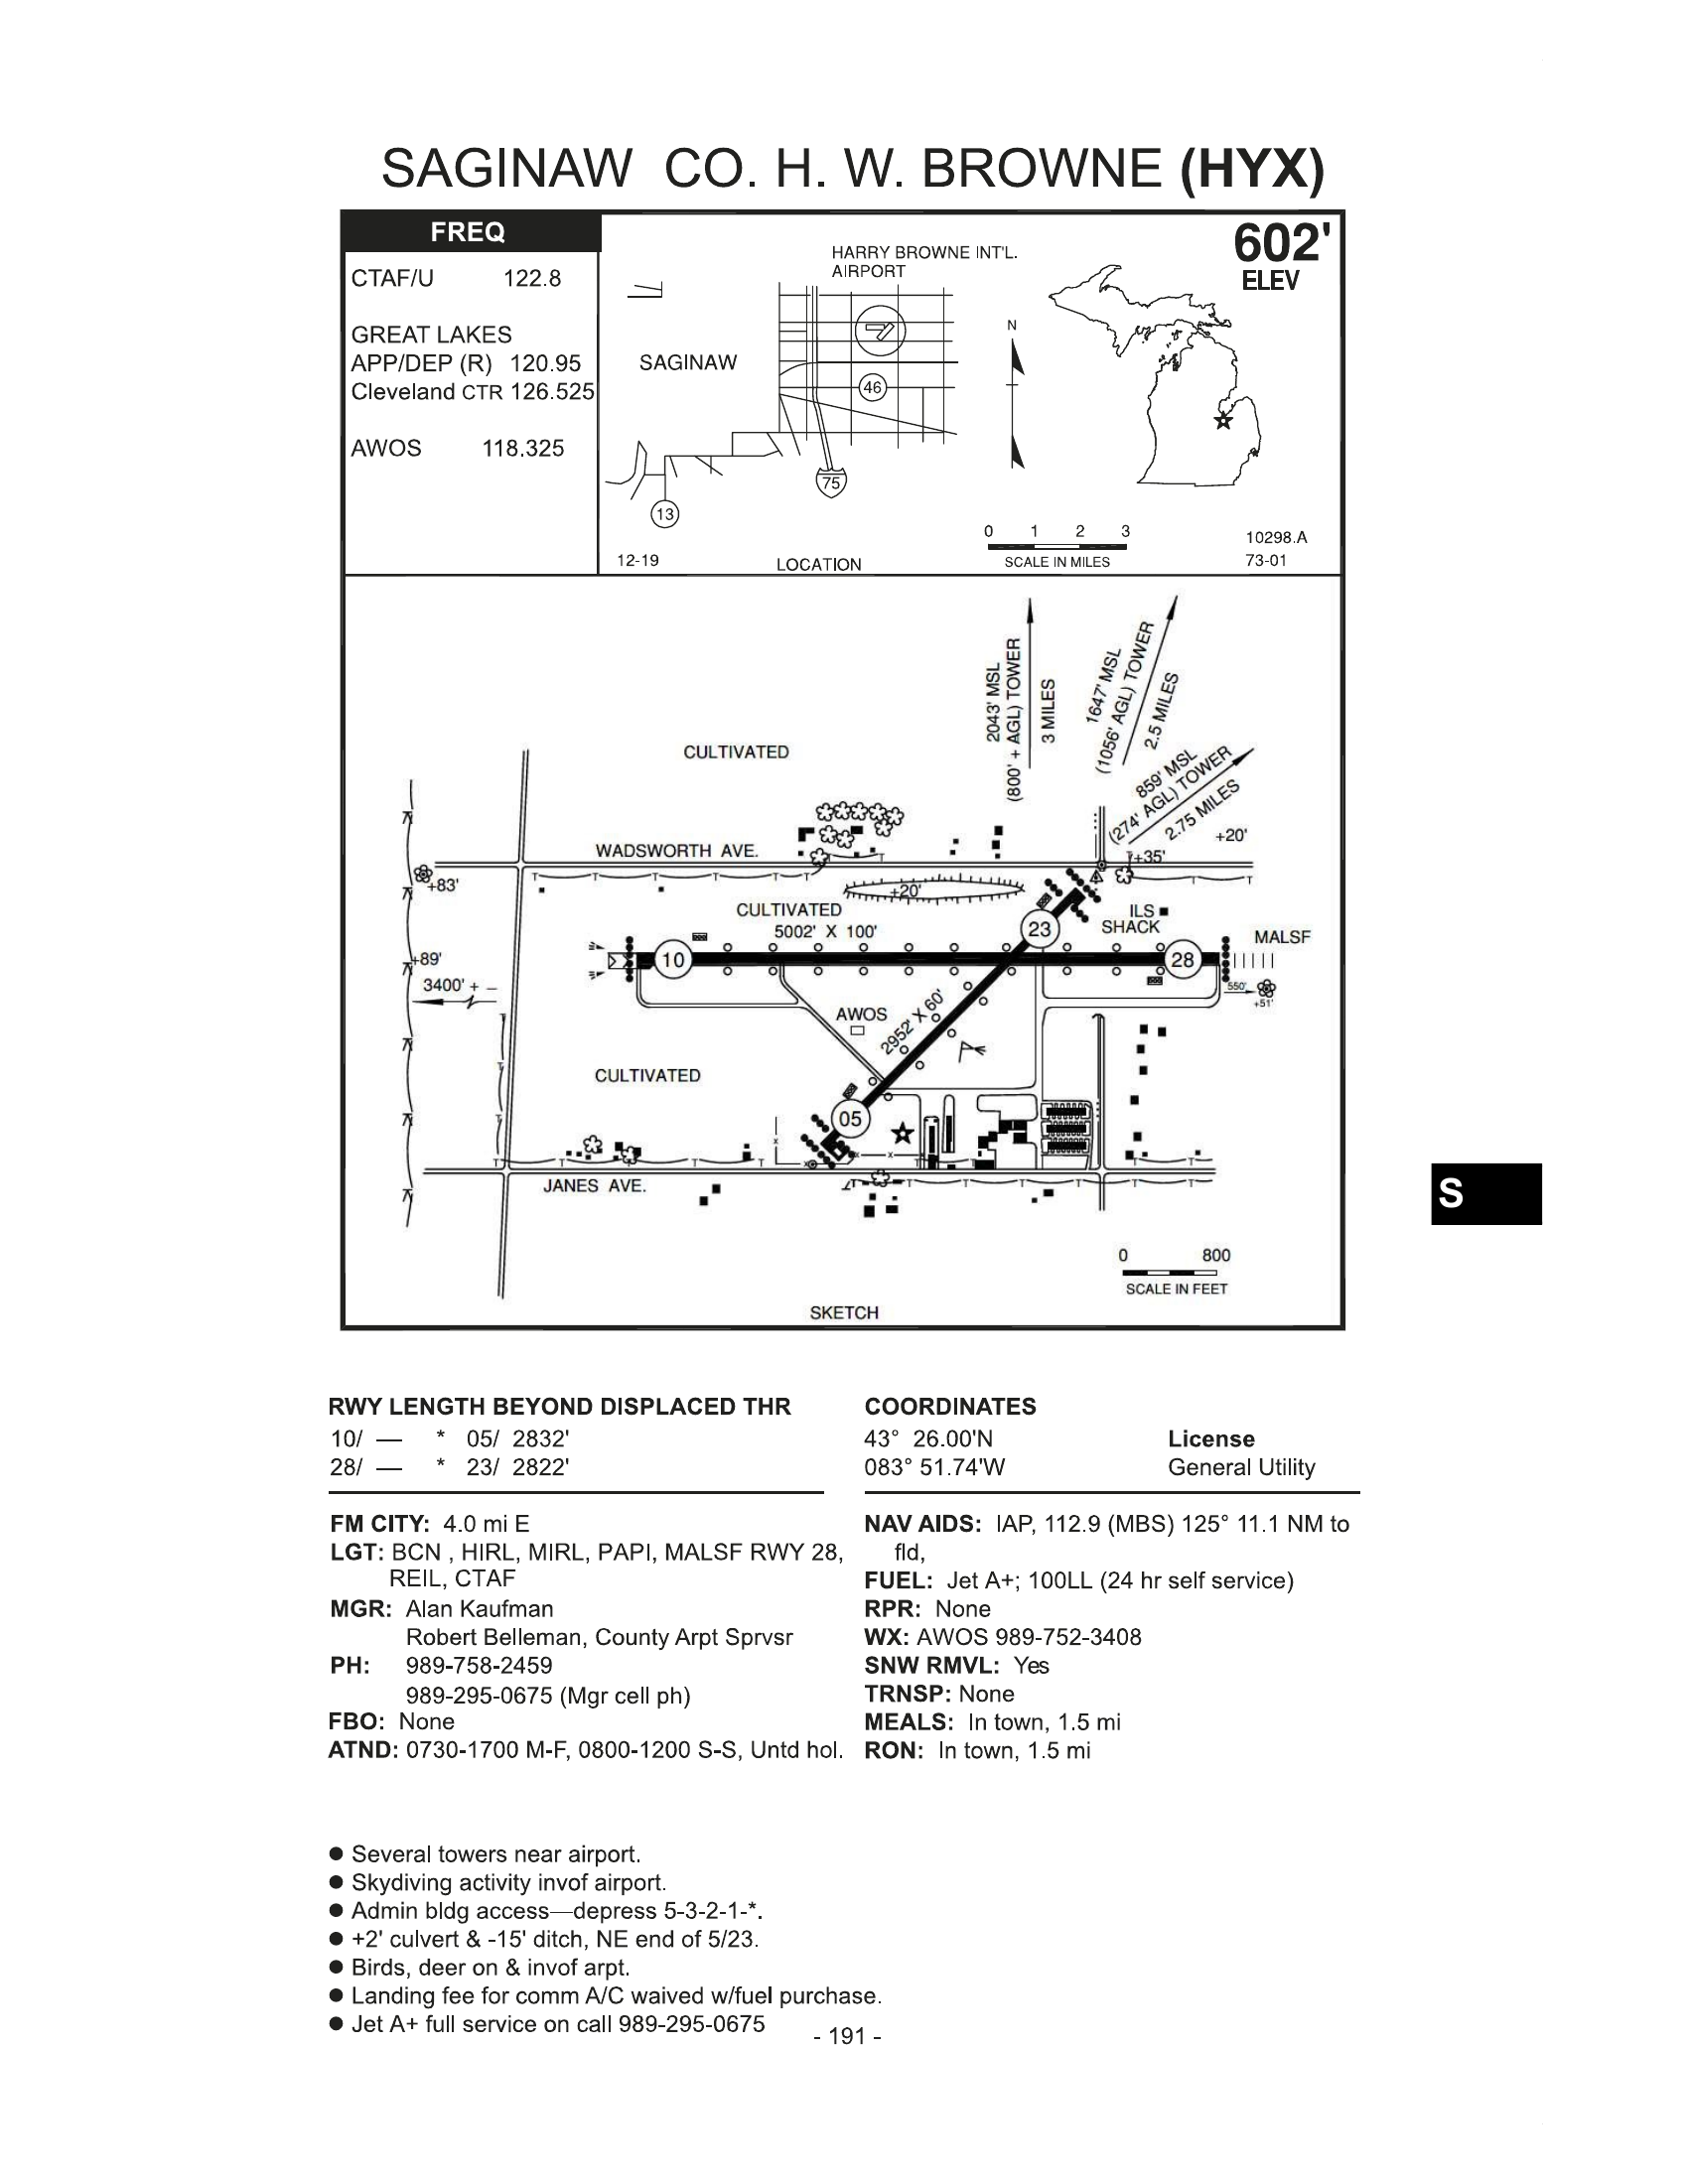 SAGINAW CO. H. W. BROWNE (HYX)
FREQ
CTAF/U 122.8
GREAT LAKES
APP/DEP (R) 120.95
Cleveland CTR 126.525
AWOS 118.325
HARRY BROWNE INT'L.
AIRPORT
SAGINAW
46
75
13
12-19
LOCATION
N
602'
ELEV
0 1 2 3
SCALE IN MILES
10298.A
73-01
2043' MSL
(800' + AGL) TOWER
3 MILES
1647' MSL
(1056' AGL) TOWER
2.5 MILES
859' MSL
(274' AGL) TOWER
2.75 MILES
CULTIVATED
+20'
WADSWORTH AVE.
+35'
+83'
+20'
CULTIVATED
5002' X 100'
23
ILS
SHACK
MALSF
10
28
+89'
3400' + −
550'
+51'
AWOS
2952' X 60'
CULTIVATED
05
JANES AVE.
0 800
SCALE IN FEET
SKETCH
S
RWY LENGTH BEYOND DISPLACED THR
10/ — * 05/ 2832'
28/ — * 23/ 2822'
COORDINATES
43° 26.00'N
083° 51.74'W
License
General Utility
FM CITY: 4.0 mi E
LGT: BCN , HIRL, MIRL, PAPI, MALSF RWY 28,
REIL, CTAF
MGR: Alan Kaufman
Robert Belleman, County Arpt Sprvsr
PH: 989-758-2459
989-295-0675 (Mgr cell ph)
FBO: None
ATND: 0730-1700 M-F, 0800-1200 S-S, Untd hol.
NAV AIDS: IAP, 112.9 (MBS) 125° 11.1 NM to
fld,
FUEL: Jet A+; 100LL (24 hr self service)
RPR: None
WX: AWOS 989-752-3408
SNW RMVL: Yes
TRNSP: None
MEALS: In town, 1.5 mi
RON: In town, 1.5 mi
● Several towers near airport.
● Skydiving activity invof airport.
● Admin bldg access—depress 5-3-2-1-*.
● +2' culvert & -15' ditch, NE end of 5/23.
● Birds, deer on & invof arpt.
● Landing fee for comm A/C waived w/fuel purchase.
● Jet A+ full service on call 989-295-0675
- 191 -